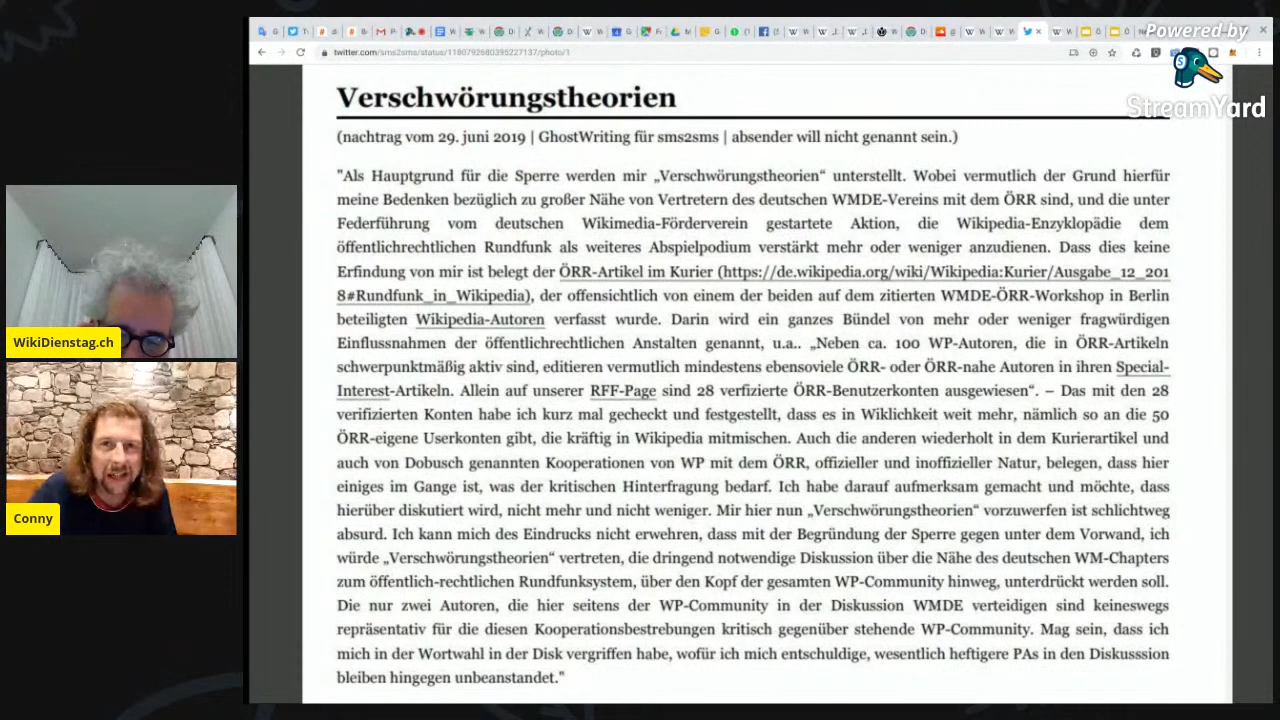 Powered by
StreamYard
twitter.com/sms2sms/status/1180792680395227137/photo/1
Verschwörungstheorien
(nachtrag vom 29. juni 2019 | GhostWriting für sms2sms | absender will nicht genannt sein.)
"Als Hauptgrund für die Sperre werden mir „Verschwörungstheorien“ unterstellt. Wobei vermutlich der Grund hierfür
meine Bedenken bezüglich zu großer Nähe von Vertretern des deutschen WMDE-Vereins mit dem ÖRR sind, und die unter
Federführung vom deutschen Wikimedia-Förderverein gestartete Aktion, die Wikipedia-Enzyklopädie dem
öffentlichrechtlichen Rundfunk als weiteres Abspielpodium verstärkt mehr oder weniger anzudienen. Dass dies keine
Erfindung von mir ist belegt der ÖRR-Artikel im Kurier (https://de.wikipedia.org/wiki/Wikipedia:Kurier/Ausgabe_12_201
8#Rundfunk_in_Wikipedia), der offensichtlich von einem der beiden auf dem zitierten WMDE-ÖRR-Workshop in Berlin
beteiligten Wikipedia-Autoren verfasst wurde. Darin wird ein ganzes Bündel von mehr oder weniger fragwürdigen
Einflussnahmen der öffentlichrechtlichen Anstalten genannt, u.a.. „Neben ca. 100 WP-Autoren, die in ÖRR-Artikeln
schwerpunktmäßig aktiv sind, editieren vermutlich mindestens ebensoviele ÖRR- oder ÖRR-nahe Autoren in ihren Special-
Interest-Artikeln. Allein auf unserer RFF-Page sind 28 verfizierte ÖRR-Benutzerkonten ausgewiesen“. – Das mit den 28
verifizierten Konten habe ich kurz mal gecheckt und festgestellt, dass es in Wiklichkeit weit mehr, nämlich so an die 50
ÖRR-eigene Userkonten gibt, die kräftig in Wikipedia mitmischen. Auch die anderen wiederholt in dem Kurierartikel und
auch von Dobusch genannten Kooperationen von WP mit dem ÖRR, offizieller und inoffizieller Natur, belegen, dass hier
einiges im Gange ist, was der kritischen Hinterfragung bedarf. Ich habe darauf aufmerksam gemacht und möchte, dass
hierüber diskutiert wird, nicht mehr und nicht weniger. Mir hier nun „Verschwörungstheorien“ vorzuwerfen ist schlichtweg
absurd. Ich kann mich des Eindrucks nicht erwehren, dass mit der Begründung der Sperre gegen unter dem Vorwand, ich
würde „Verschwörungstheorien“ vertreten, die dringend notwendige Diskussion über die Nähe des deutschen WM-Chapters
zum öffentlich-rechtlichen Rundfunksystem, über den Kopf der gesamten WP-Community hinweg, unterdrückt werden soll.
Die nur zwei Autoren, die hier seitens der WP-Community in der Diskussion WMDE verteidigen sind keineswegs
repräsentativ für die diesen Kooperationsbestrebungen kritisch gegenüber stehende WP-Community. Mag sein, dass ich
mich in der Wortwahl in der Disk vergriffen habe, wofür ich mich entschuldige, wesentlich heftigere PAs in den Diskusssion
bleiben hingegen unbeanstandet."
WikiDienstag.ch
Conny